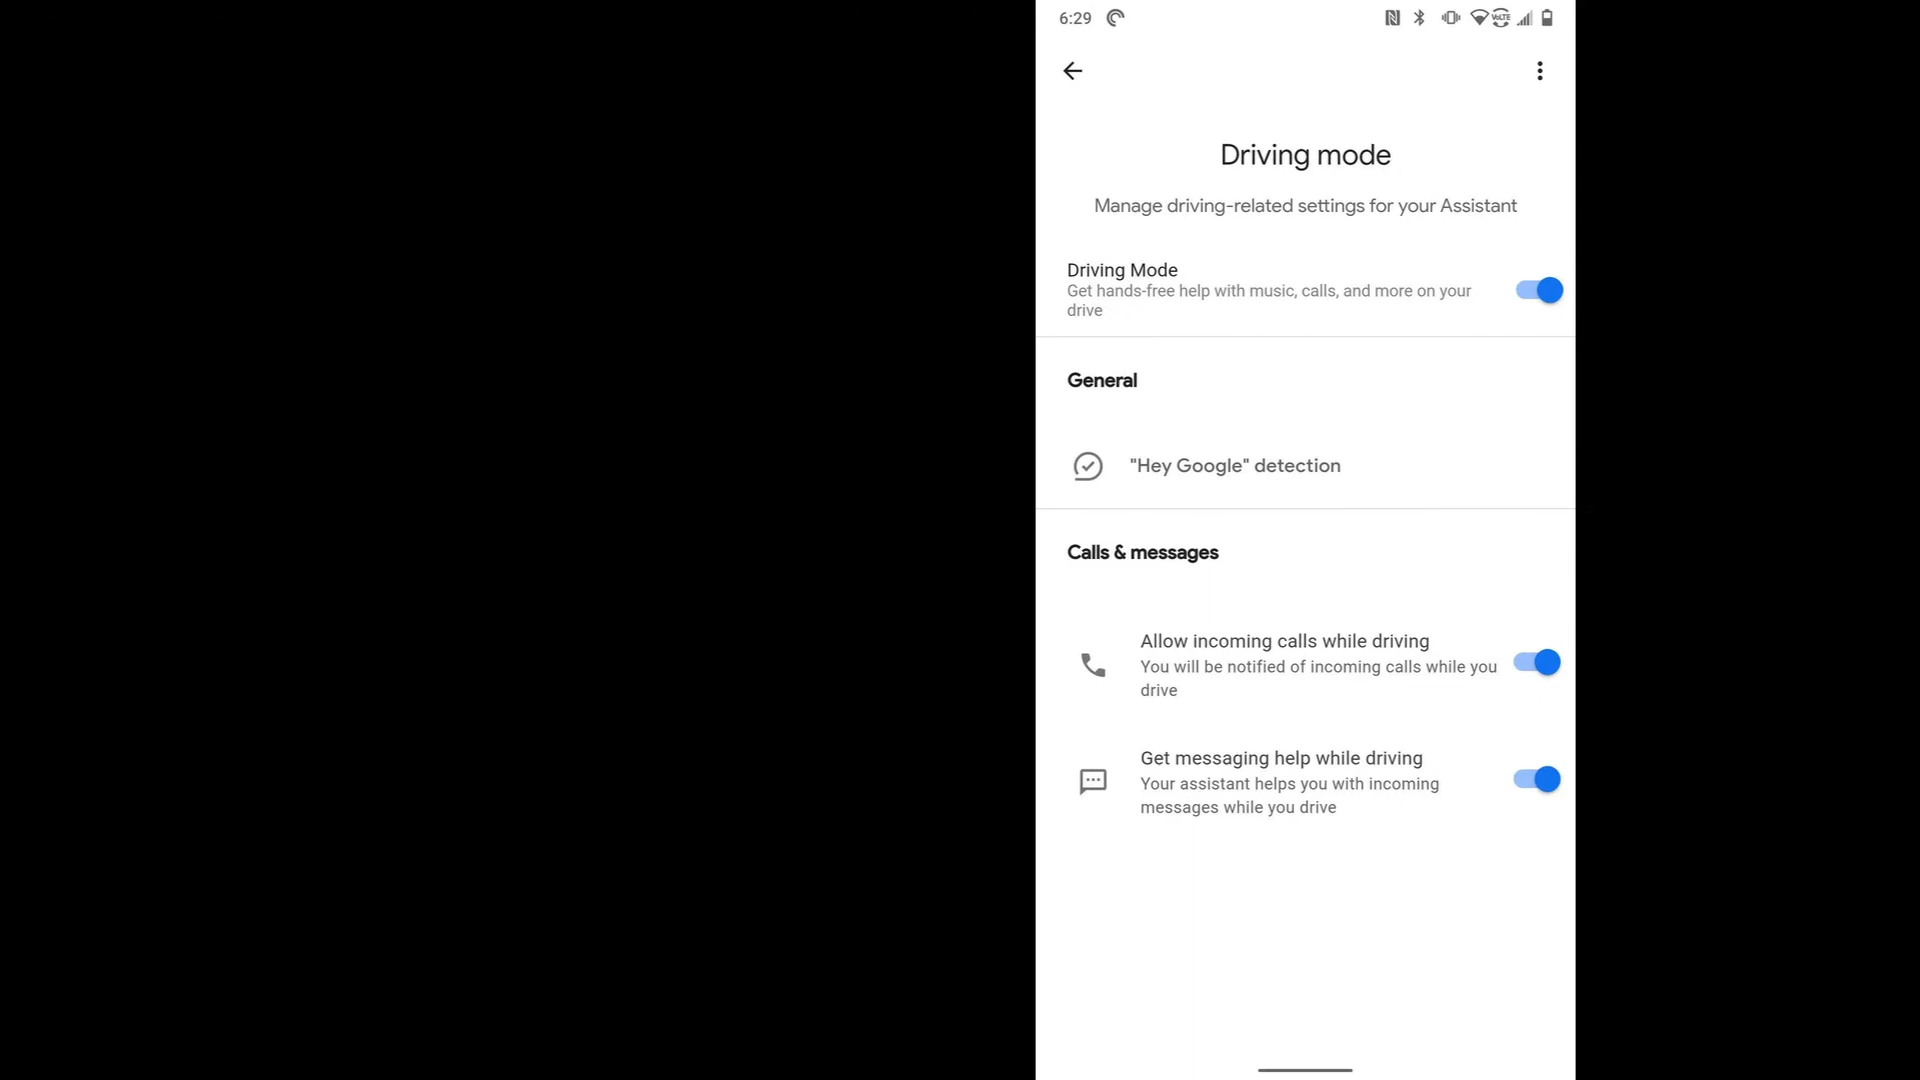 6:29
VoLTE
Driving mode
Manage driving-related settings for your Assistant
Driving Mode
Get hands-free help with music, calls, and more on your
drive
General
"Hey Google" detection
Calls & messages
Allow incoming calls while driving
You will be notified of incoming calls while you
drive
Get messaging help while driving
Your assistant helps you with incoming
messages while you drive